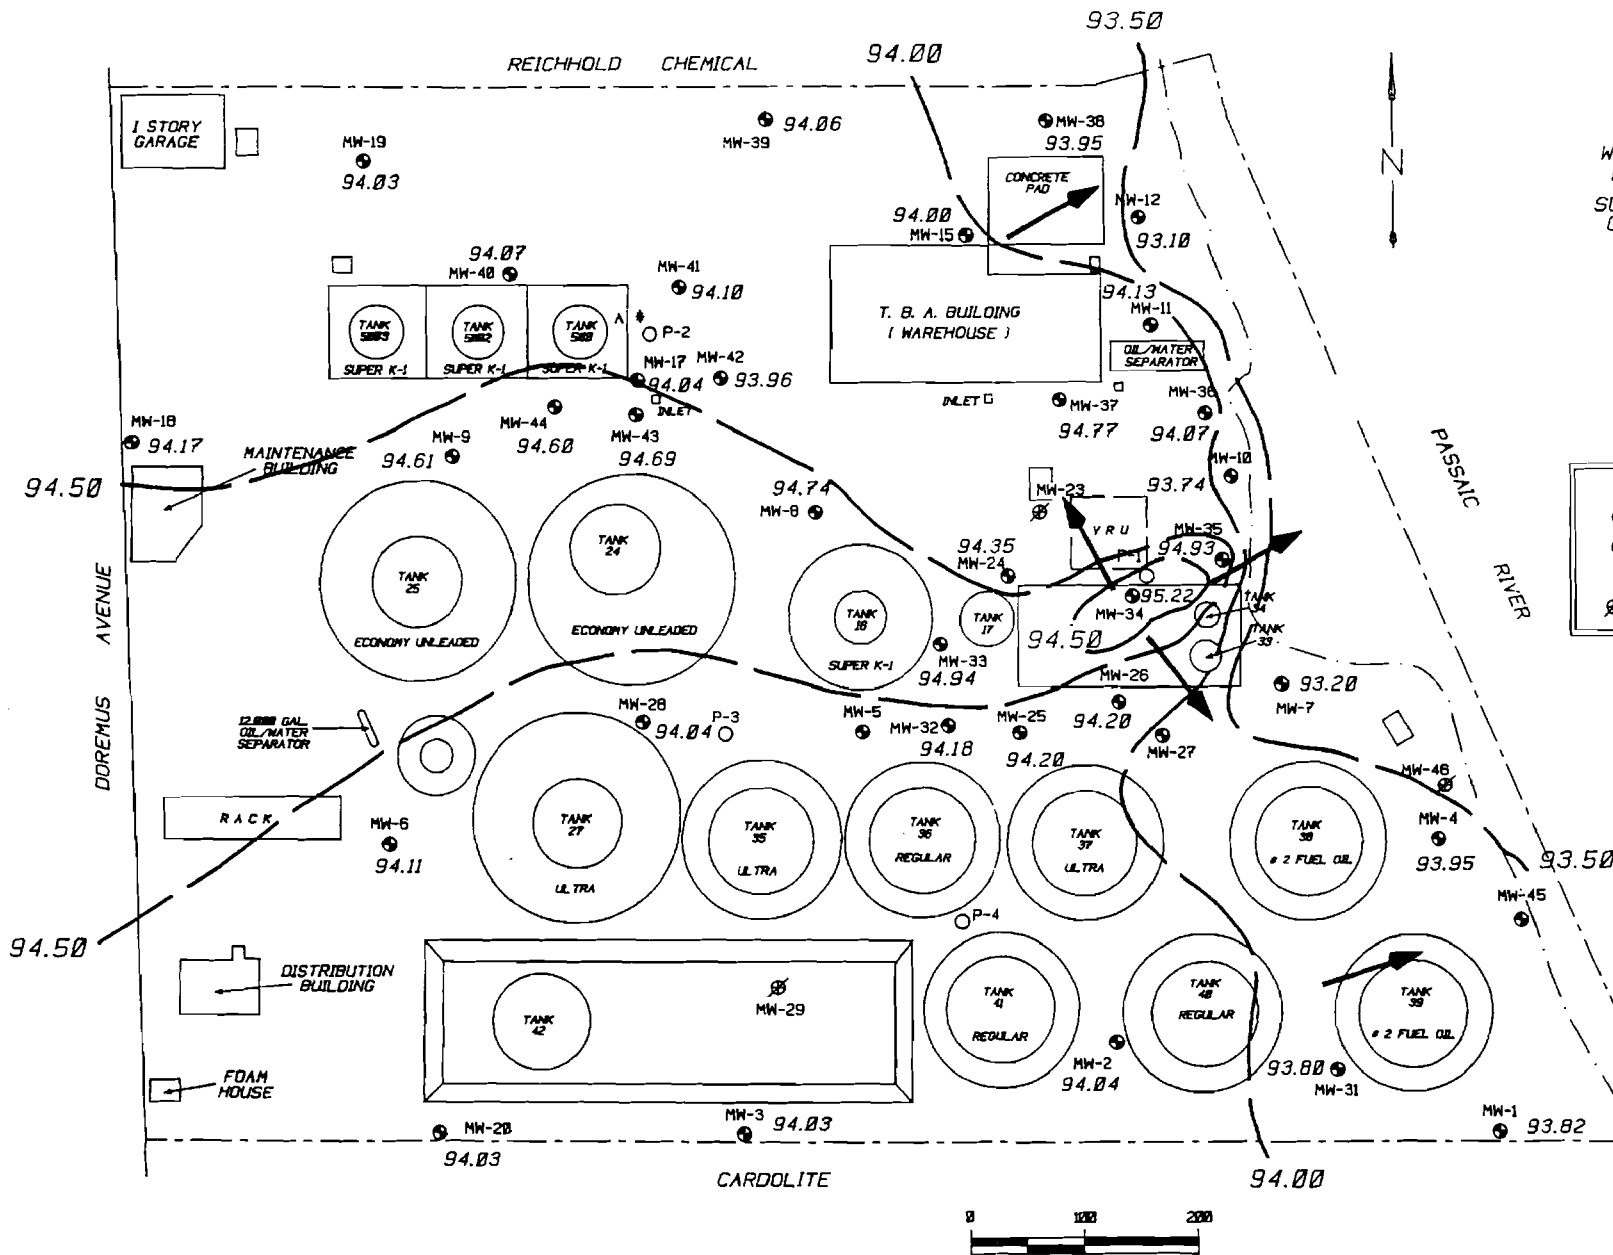 93.50
94.00
REICHHOLD CHEMICAL
1 STORY
GARAGE
MW-19
94.03
MW-39
94.06
MW-38
93.95
CONCRETE
PAD
N
W
SU
94.00
MW-15
MW-12
93.10
94.07
MW-40
MW-41
94.10
94.13
MW-11
T. B. A. BUILDING
( WAREHOUSE )
OIL/WATER
SEPARATOR
TANK
5003
SUPER K-1
TANK
5002
SUPER K-1
TANK
500
SUPER K-1
A
P-2
MW-17
94.04
MW-42
93.96
INLET
INLET
MW-37
94.77
MW-36
94.07
MW-18
94.17
MAINTENANCE
BUILDING
MW-9
94.61
MW-44
94.60
MW-43
94.69
94.50
94.74
MW-8
MW-23
V R U
MW-10
93.74
PASSAIC
RIVER
MW-35
94.93
P-1
94.35
MW-24
MW-34
95.22
94.50
TANK
34
TANK
33
DOREMUS AVENUE
TANK
25
ECONOMY UNLEADED
TANK
24
ECONOMY UNLEADED
TANK
18
SUPER K-1
TANK
17
MW-33
94.94
MW-26
94.20
93.20
MW-7
12,000 GAL.
OIL/WATER
SEPARATOR
MW-28
94.04
P-3
MW-5
MW-32
94.18
MW-25
94.20
MW-27
MW-46
RACK
MW-6
94.11
TANK
27
ULTRA
TANK
35
ULTRA
TANK
36
REGULAR
TANK
37
ULTRA
TANK
38
# 2 FUEL OIL
MW-4
93.95
93.50
MW-45
94.50
P-4
DISTRIBUTION
BUILDING
TANK
42
MW-29
TANK
41
REGULAR
TANK
40
REGULAR
TANK
39
# 2 FUEL OIL
FOAM
HOUSE
MW-2
94.04
93.80
MW-31
MW-1
93.82
MW-20
94.03
MW-3
94.03
CARDOLITE
94.00
0 100 200